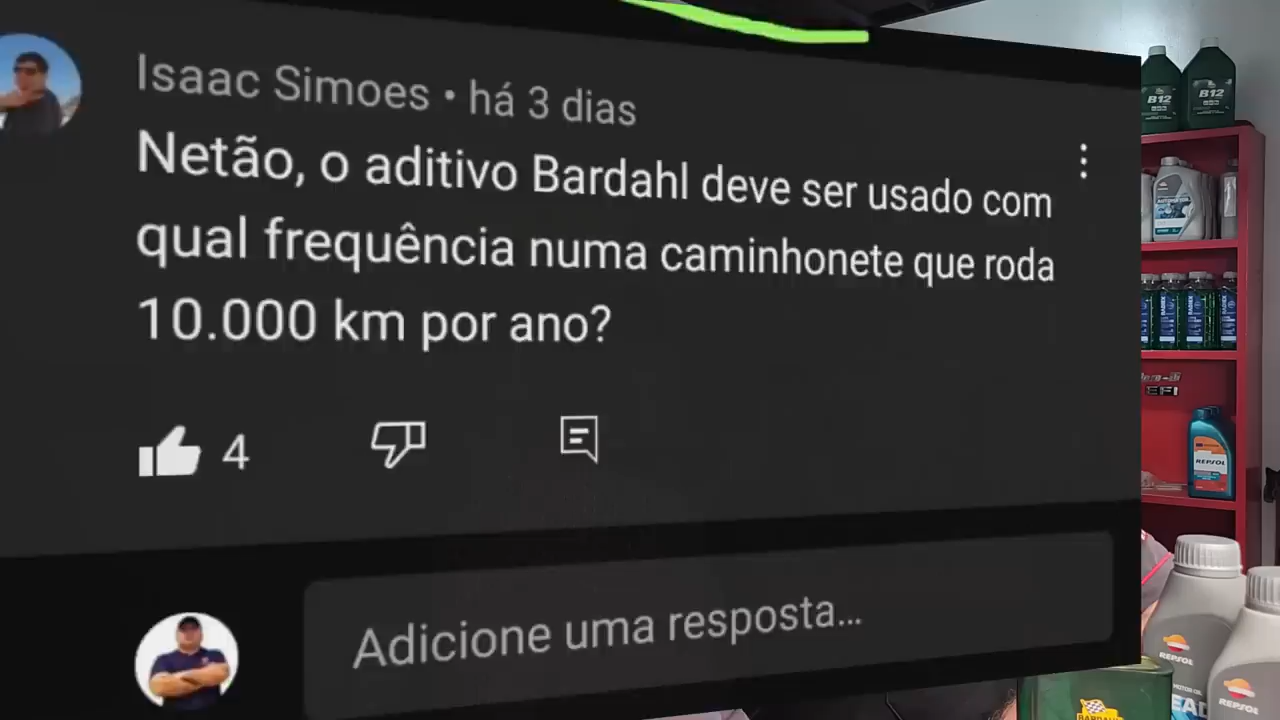 Isaac Simoes • há 3 dias
Netão, o aditivo Bardahl deve ser usado com
qual frequência numa caminhonete que roda
10.000 km por ano?
4
Adicione uma resposta...
B12
B12
REPSOL
REPSOL
REPSOL
BARDAHL